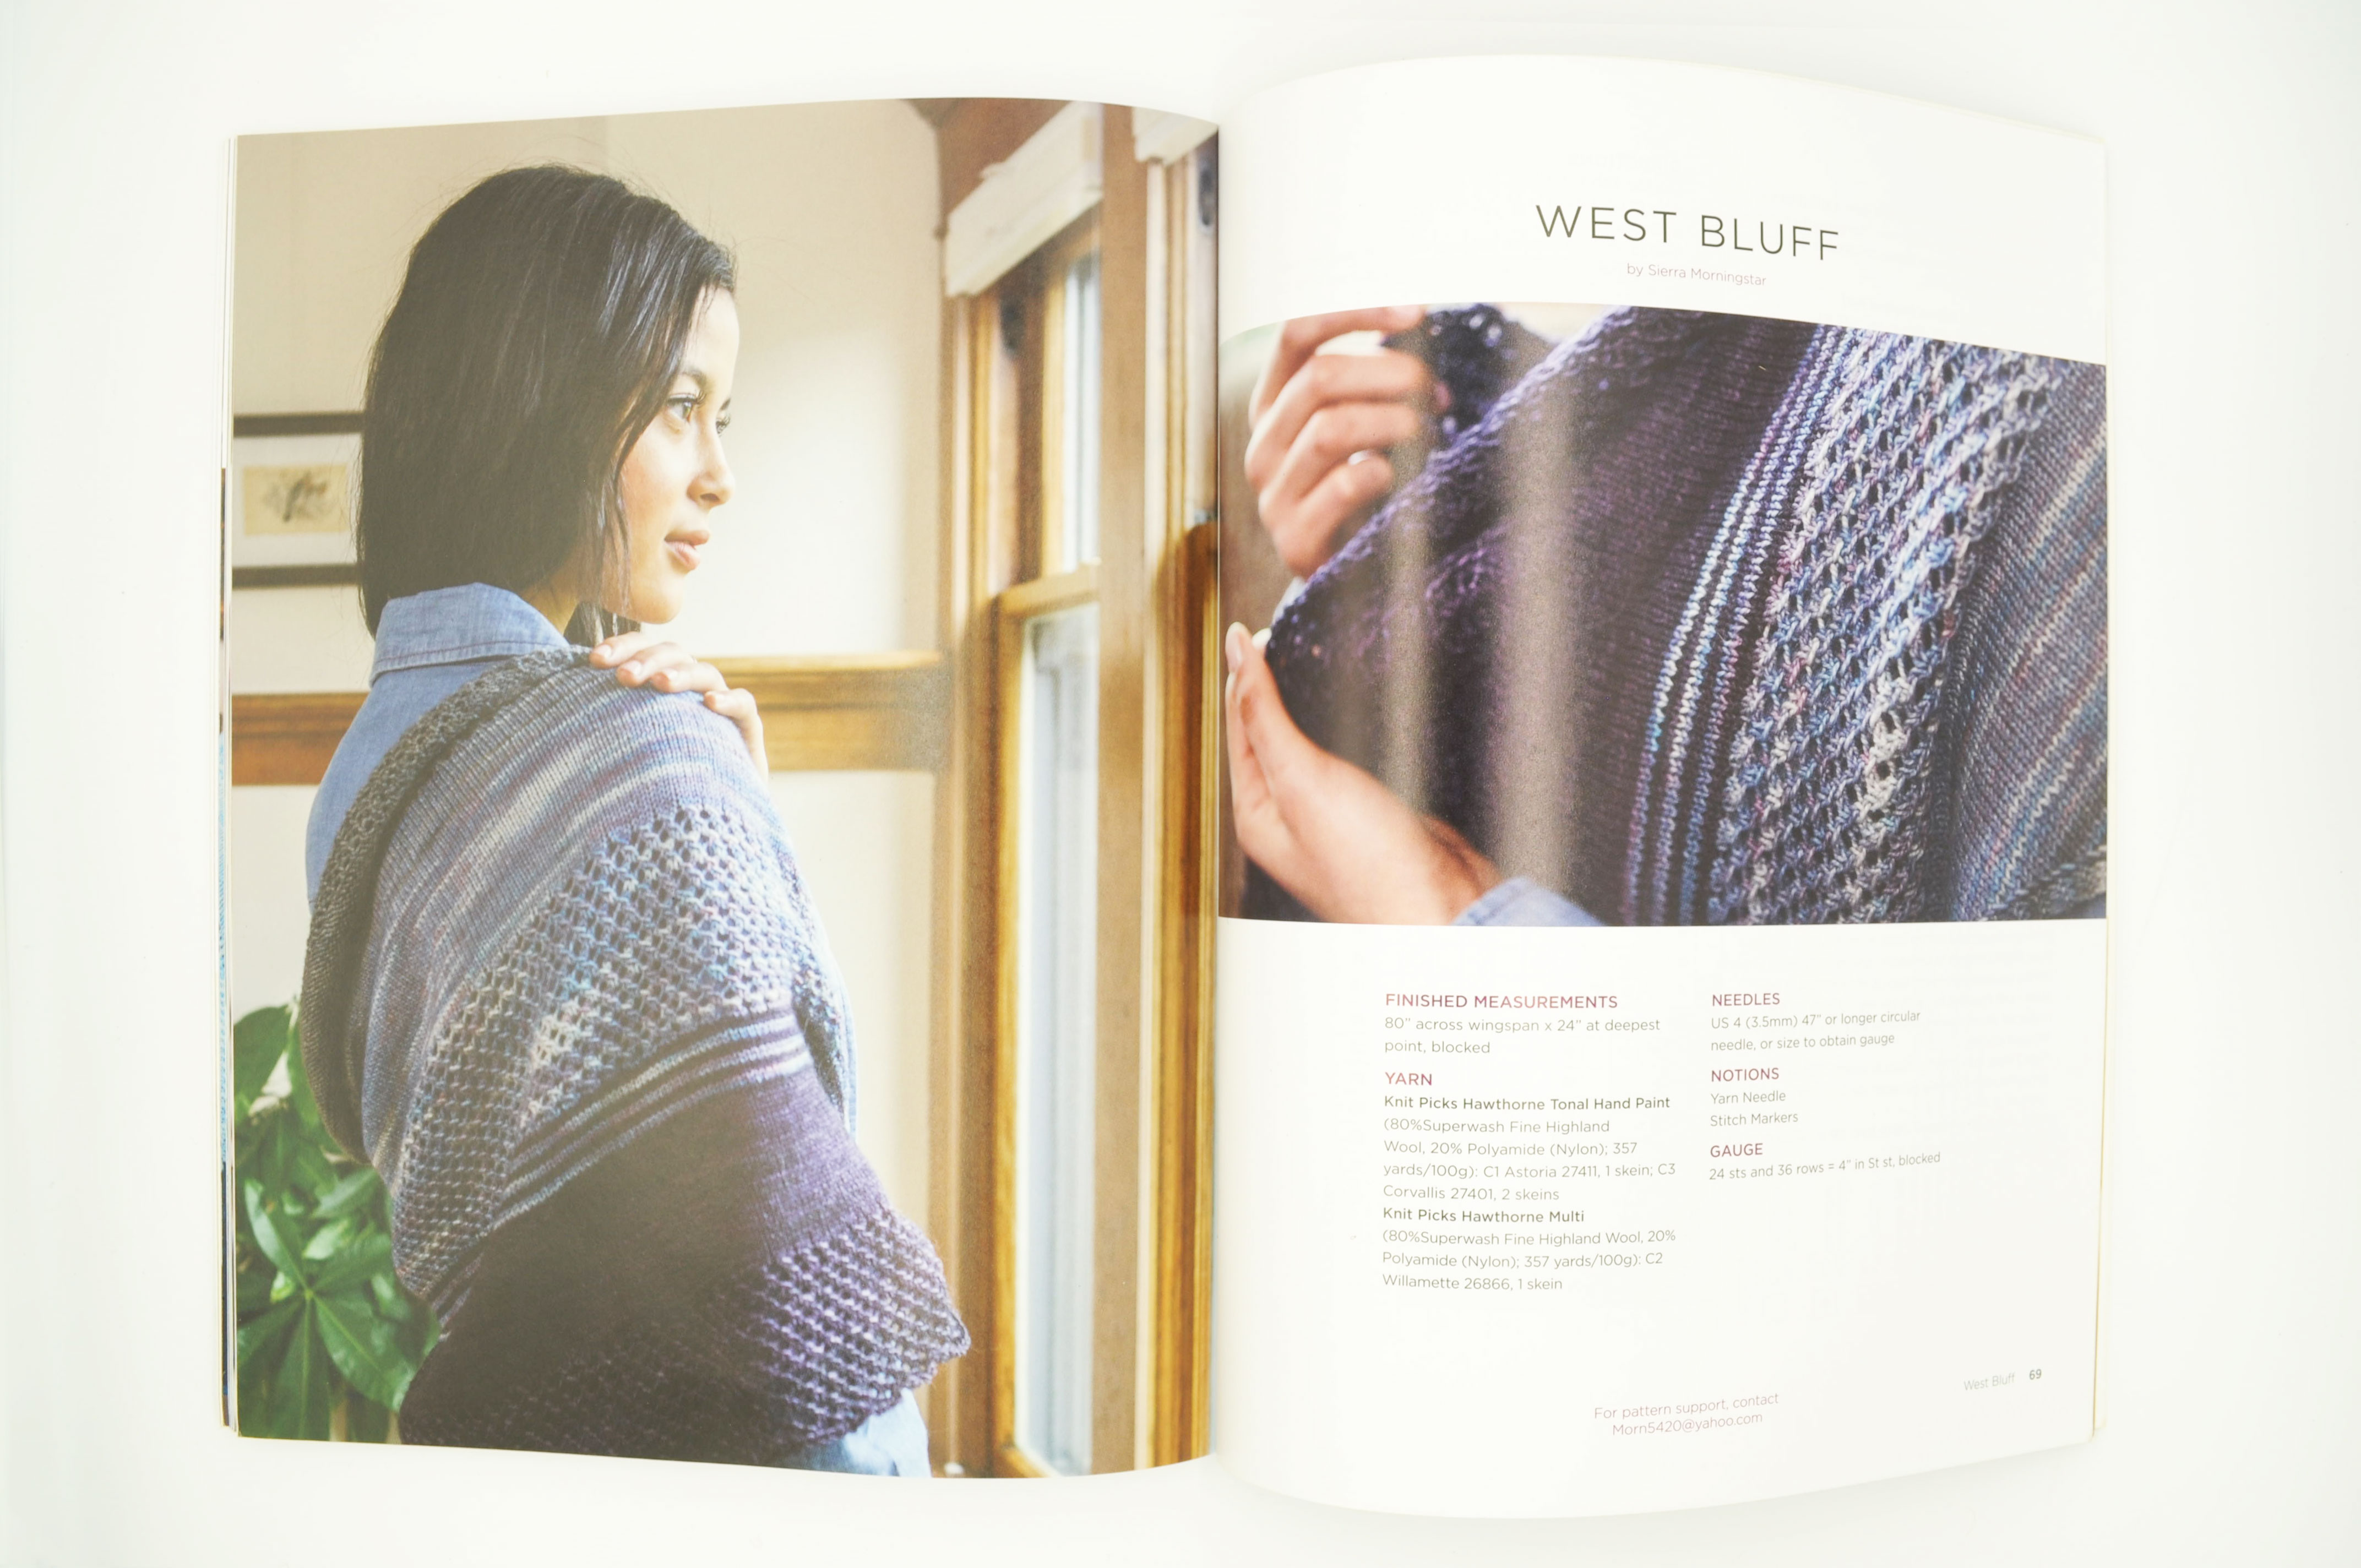 WEST BLUFF
by Sierra Morningstar
FINISHED MEASUREMENTS
80" across wingspan x 24" at deepest
point, blocked
YARN
Knit Picks Hawthorne Tonal Hand Paint
(80%Superwash Fine Highland
Wool, 20% Polyamide (Nylon); 357
yards/100g): C1 Astoria 27411, 1 skein; C3
Corvallis 27401, 2 skeins
Knit Picks Hawthorne Multi
(80%Superwash Fine Highland Wool, 20%
Polyamide (Nylon); 357 yards/100g): C2
Willamette 26866, 1 skein
NEEDLES
US 4 (3.5mm) 47" or longer circular
needle, or size to obtain gauge
NOTIONS
Yarn Needle
Stitch Markers
GAUGE
24 sts and 36 rows = 4" in St st, blocked
For pattern support, contact
Morn5420@yahoo.com
West Bluff 69